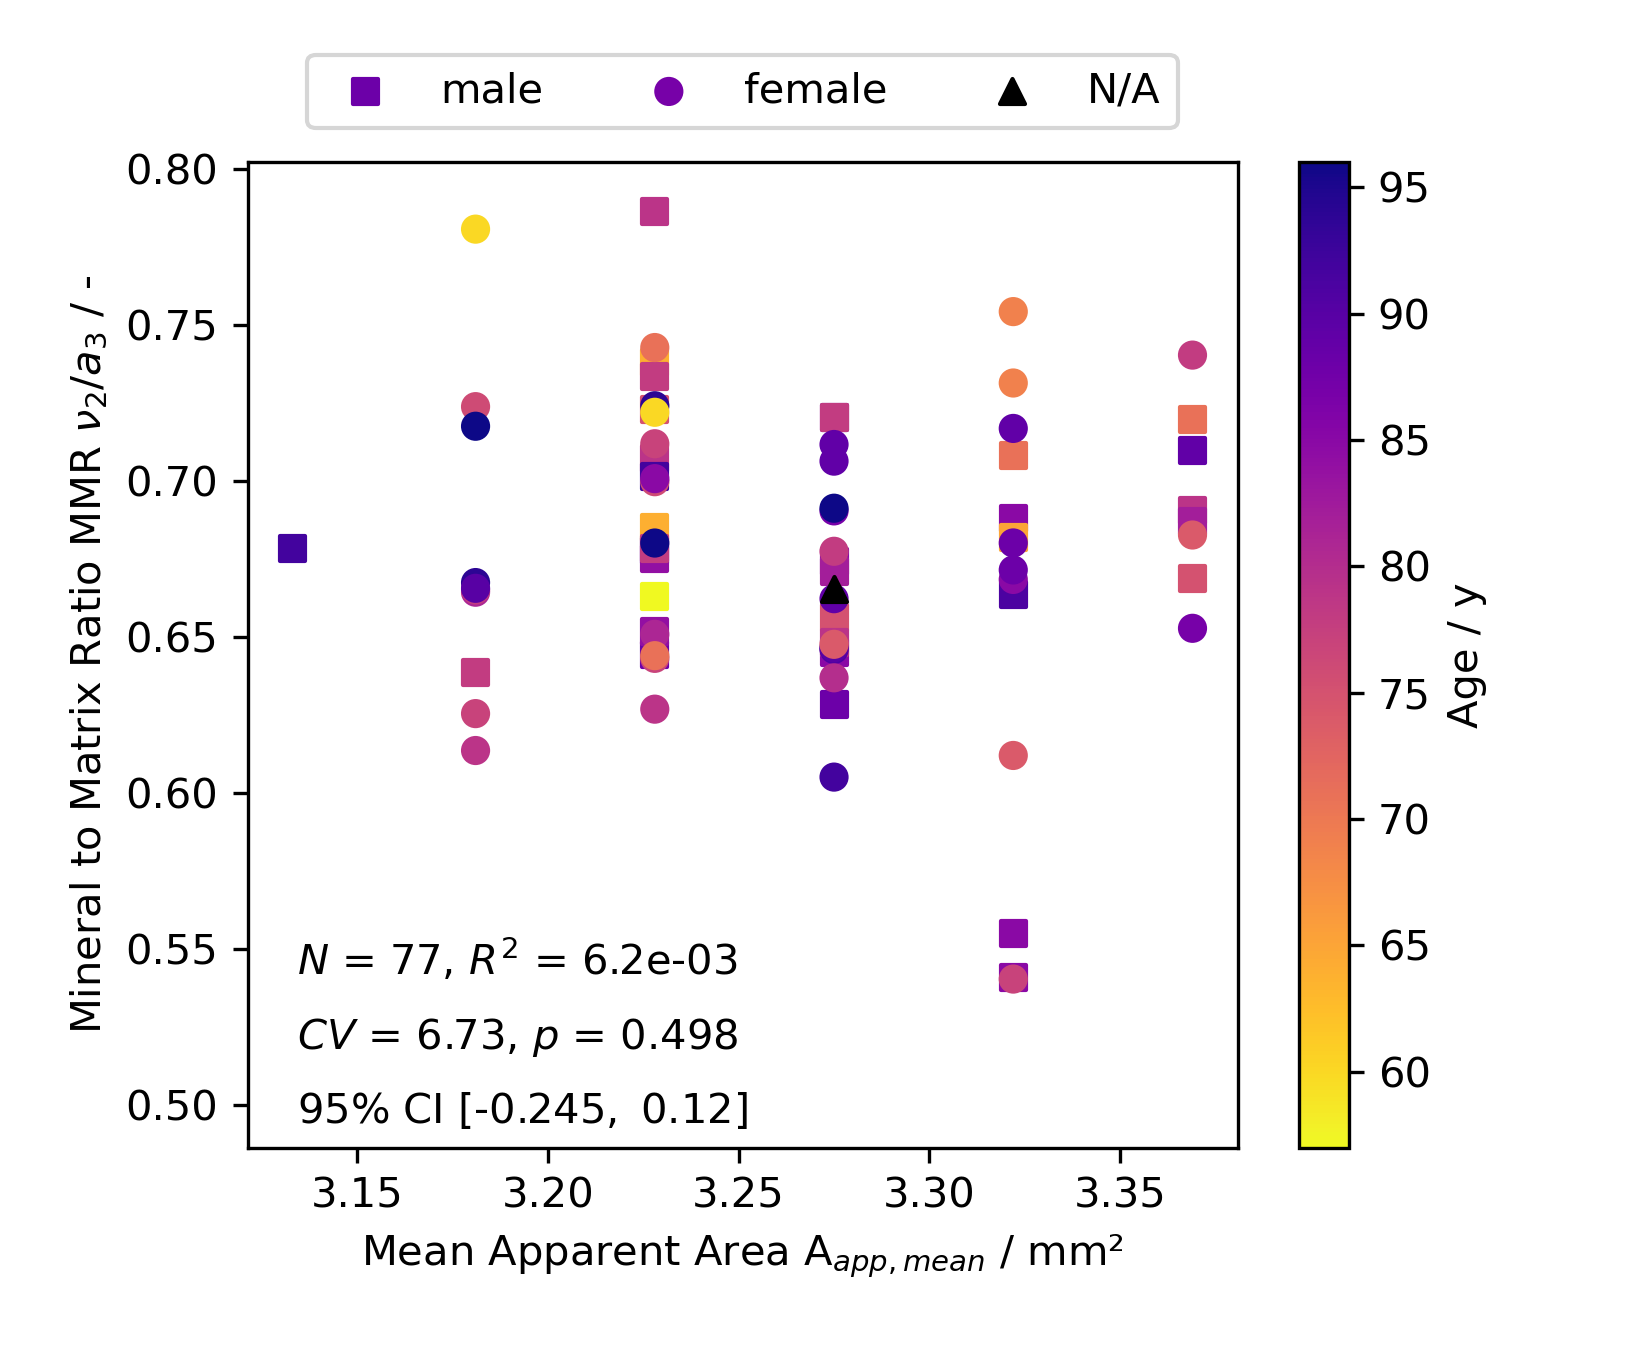 male female N/A
0.80
0.75
0.70
0.65
0.60
0.55
0.50
Mineral to Matrix Ratio MMR ν₂/a₃ / -
N = 77, R² = 6.2e-03
CV = 6.73, p = 0.498
95% CI [-0.245, 0.12]
3.15 3.20 3.25 3.30 3.35
Mean Apparent Area A_app,mean / mm²
95
90
85
80
75
70
65
60
Age / y